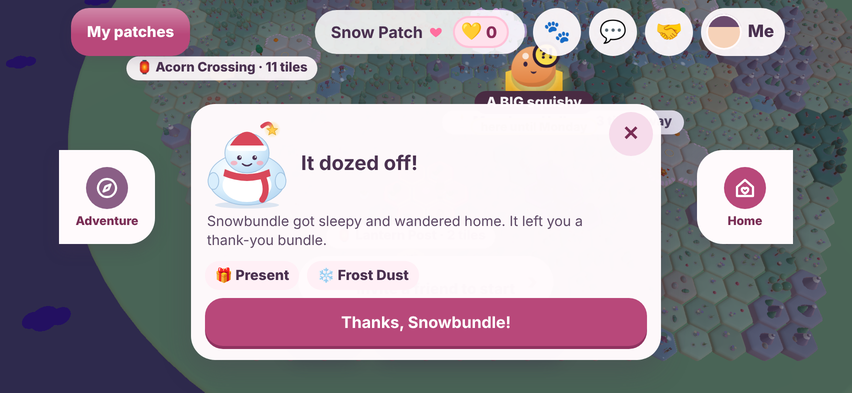 My patches
Snow Patch
0
Me
Acorn Crossing · 11 tiles
A BIG squishy
ay
It dozed off!
Snowbundle got sleepy and wandered home. It left you a
thank-you bundle.
Present
Frost Dust
Thanks, Snowbundle!
Adventure
Home